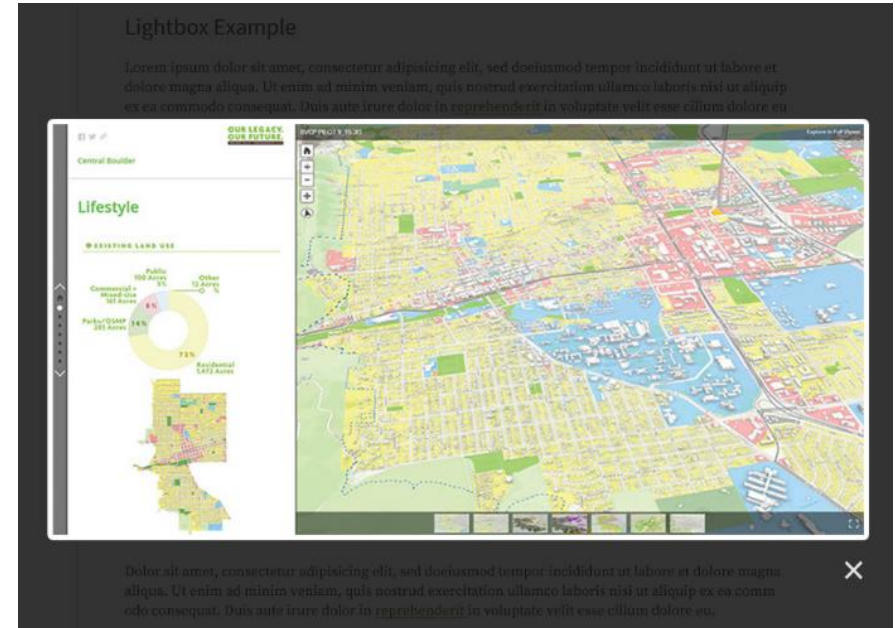 Lightbox Example
Lorem ipsum dolor sit amet, consectetur adipisicing elit, sed doeiusmod tempor incididunt ut labore et
dolore magna aliqua. Ut enim ad minim veniam, quis nostrud exercitation ullamco laboris nisi ut aliquip
ex ea commodo consequat. Duis aute irure dolor in reprehenderit in voluptate velit esse cillum dolore eu
OUR LEGACY.
OUR FUTURE.
Central Boulder
Lifestyle
EXISTING LAND USE
Public
100 Acres
5%
Other
12 Acres
%
Commercial +
Mixed-Use
161 Acres
8%
Parks/OSMP
285 Acres
14%
73%
Residential
1,472 Acres
Explore in Full Viewer
Dolor sit amet, consectetur adipisicing elit, sed doeiusmod tempor incididunt ut labore et dolore magna
aliqua. Ut enim ad minim veniam, quis nostrud exercitation ullamco laboris nisi ut aliquip ex ea comm
odo consequat. Duis aute irure dolor in reprehenderit in voluptate velit esse cillum dolore eu.